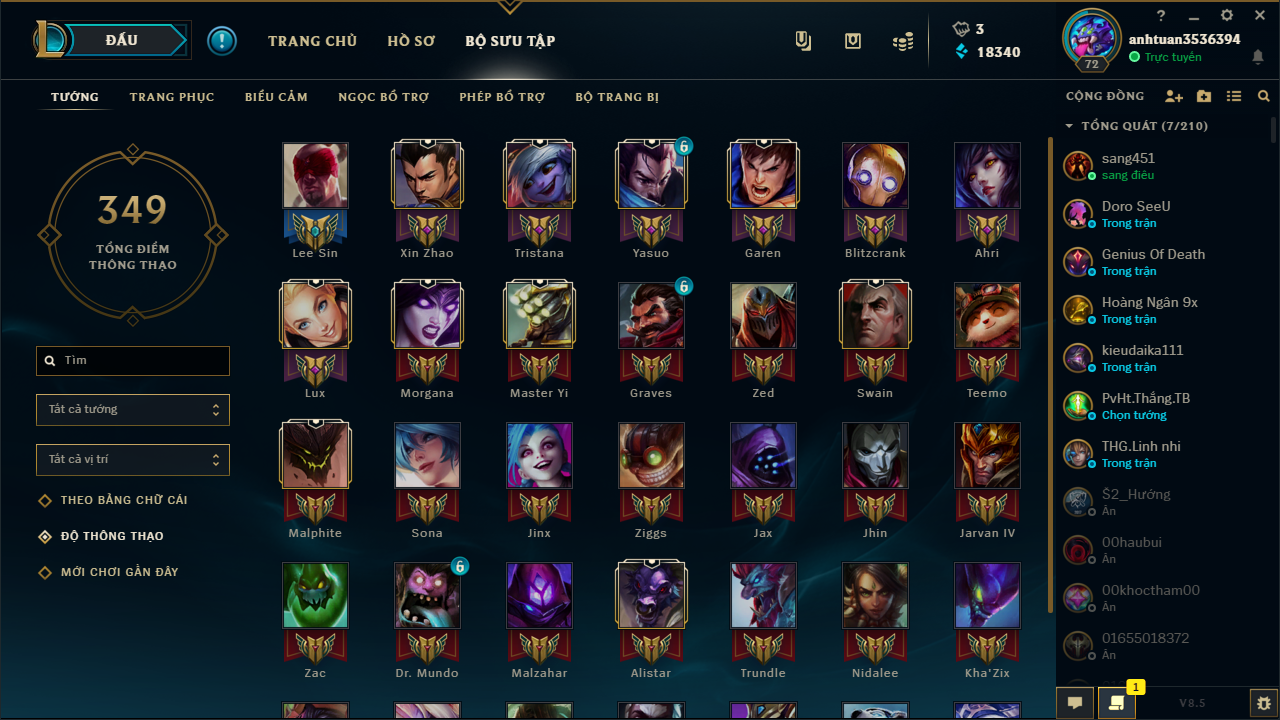 ĐẤU
!
TRANG CHỦ
HỒ SƠ
BỘ SƯU TẬP
3
18340
?
72
anhtuan3536394
Trực tuyến
TƯỚNG
TRANG PHỤC
BIỂU CẢM
NGỌC BỔ TRỢ
PHÉP BỔ TRỢ
BỘ TRANG BỊ
349
TỔNG ĐIỂM
THÔNG THẠO
Tìm
Tất cả tướng
Tất cả vị trí
THEO BẢNG CHỮ CÁI
ĐỘ THÔNG THẠO
MỚI CHƠI GẦN ĐÂY
6
Lee Sin
Xin Zhao
Tristana
Yasuo
Garen
Blitzcrank
Ahri
6
Lux
Morgana
Master Yi
Graves
Zed
Swain
Teemo
Malphite
Sona
Jinx
Ziggs
Jax
Jhin
Jarvan IV
6
Zac
Dr. Mundo
Malzahar
Alistar
Trundle
Nidalee
Kha'Zix
CỘNG ĐỒNG
TỔNG QUÁT (7/210)
sang451
sang điêu
Doro SeeU
Trong trận
Genius Of Death
Trong trận
Hoàng Ngân 9x
Trong trận
kieudaika111
Trong trận
PvHt.Thắng.TB
Chọn tướng
THG.Linh nhi
Trong trận
Š2_Hướng
Ẩn
00haubui
Ẩn
00khoctham00
Ẩn
01655018372
Ẩn
1
V8.5